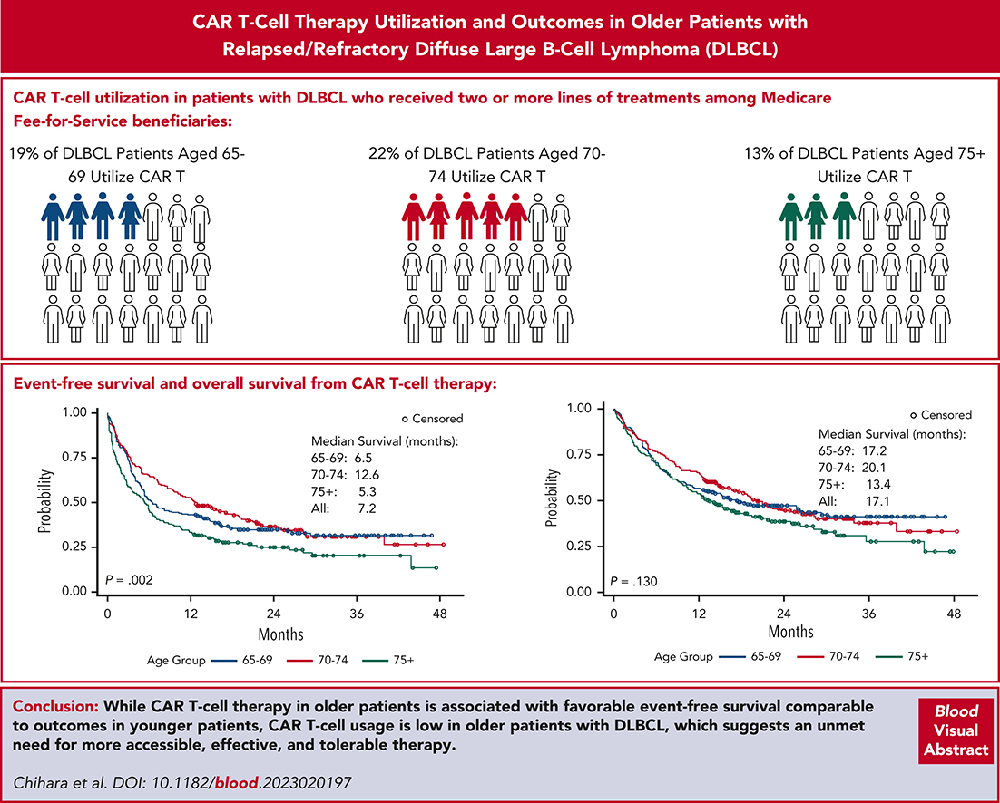 CAR T-Cell Therapy Utilization and Outcomes in Older Patients with
Relapsed/Refractory Diffuse Large B-Cell Lymphoma (DLBCL)
CAR T-cell utilization in patients with DLBCL who received two or more lines of treatments among Medicare
Fee-for-Service beneficiaries:
19% of DLBCL Patients Aged 65-
69 Utilize CAR T
22% of DLBCL Patients Aged 70-
74 Utilize CAR T
13% of DLBCL Patients Aged 75+
Utilize CAR T
Event-free survival and overall survival from CAR T-cell therapy:
1.00
0.75
0.50
0.25
0.00
Probability
Censored
Median Survival (months):
65-69: 6.5
70-74: 12.6
75+: 5.3
All: 7.2
P = .002
0 12 24 36 48
Months
Age Group 65-69 70-74 75+
1.00
0.75
0.50
0.25
0.00
Probability
Censored
Median Survival (months):
65-69: 17.2
70-74: 20.1
75+: 13.4
All: 17.1
P = .130
0 12 24 36 48
Months
Age Group 65-69 70-74 75+
Conclusion: While CAR T-cell therapy in older patients is associated with favorable event-free survival comparable
to outcomes in younger patients, CAR T-cell usage is low in older patients with DLBCL, which suggests an unmet
need for more accessible, effective, and tolerable therapy.
Chihara et al. DOI: 10.1182/blood.2023020197
Blood
Visual
Abstract